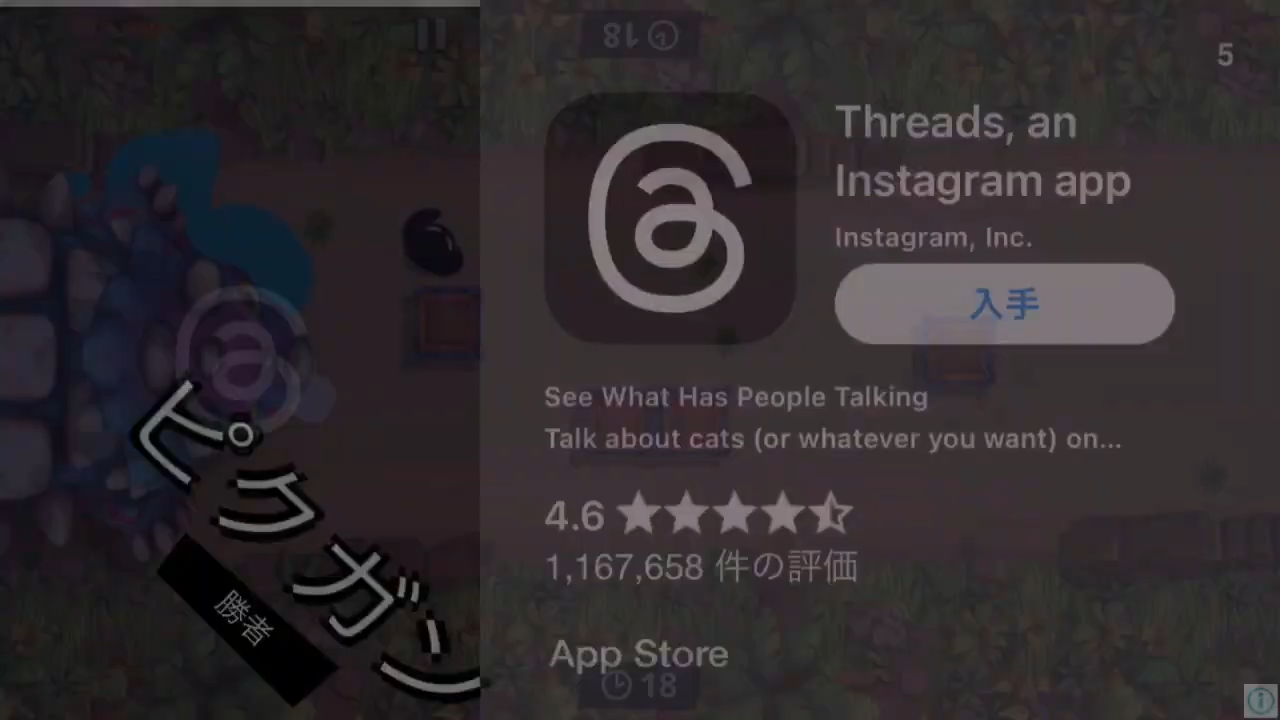 18
5
Threads, an
Instagram app
Instagram, Inc.
入手
See What Has People Talking
Talk about cats (or whatever you want) on...
4.6
1,167,658 件の評価
App Store
18
ピクガン
勝者